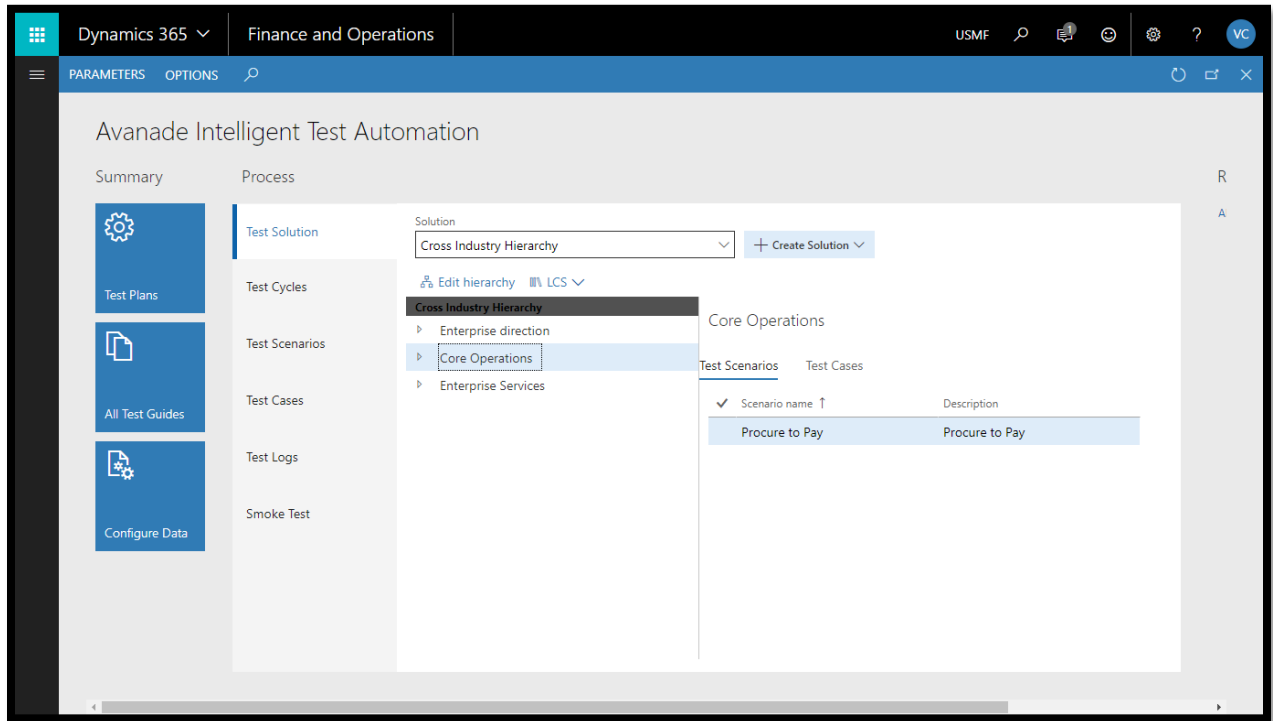 Dynamics 365 Finance and Operations USMF 1 ? VC
PARAMETERS OPTIONS
Avanade Intelligent Test Automation
Summary Process R
Test Plans
All Test Guides
Configure Data
Test Solution
Test Cycles
Test Scenarios
Test Cases
Test Logs
Smoke Test
Solution
Cross Industry Hierarchy + Create Solution
Edit hierarchy LCS
Cross Industry Hierarchy
Enterprise direction
Core Operations
Enterprise Services
Core Operations
Test Scenarios Test Cases
Scenario name ↑ Description
Procure to Pay Procure to Pay
A